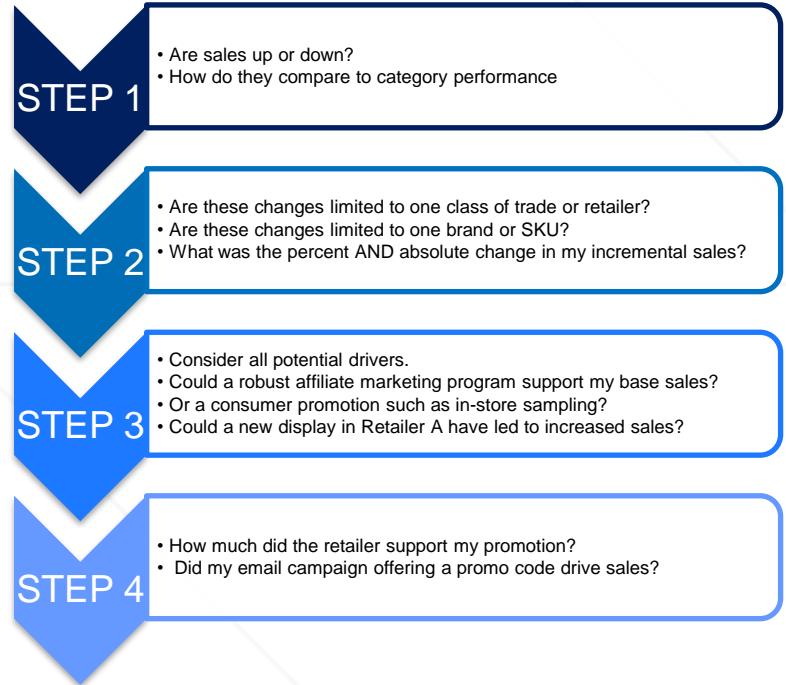 STEP 1
• Are sales up or down?
• How do they compare to category performance
STEP 2
• Are these changes limited to one class of trade or retailer?
• Are these changes limited to one brand or SKU?
• What was the percent AND absolute change in my incremental sales?
STEP 3
• Consider all potential drivers.
• Could a robust affiliate marketing program support my base sales?
• Or a consumer promotion such as in-store sampling?
• Could a new display in Retailer A have led to increased sales?
STEP 4
• How much did the retailer support my promotion?
• Did my email campaign offering a promo code drive sales?